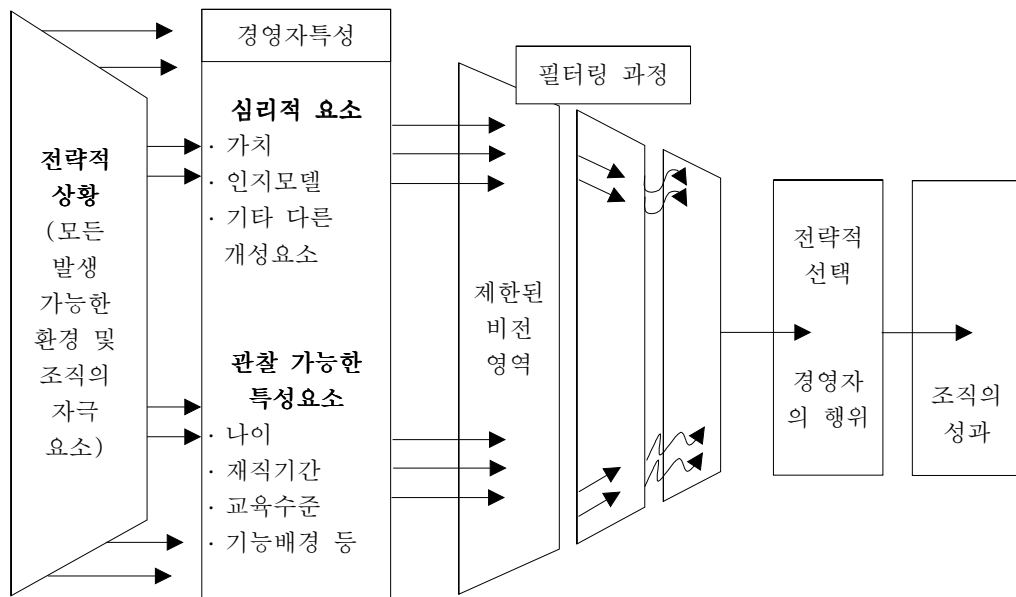 전략적
상황
(모든
발생
가능한
환경 및
조직의
자극
요소)
경영자특성
심리적 요소
· 가치
· 인지모델
· 기타 다른
개성요소
관찰 가능한
특성요소
· 나이
· 재직기간
· 교육수준
· 기능배경 등
필터링 과정
제한된
비전
영역
전략적
선택
경영자
의 행위
조직의
성과